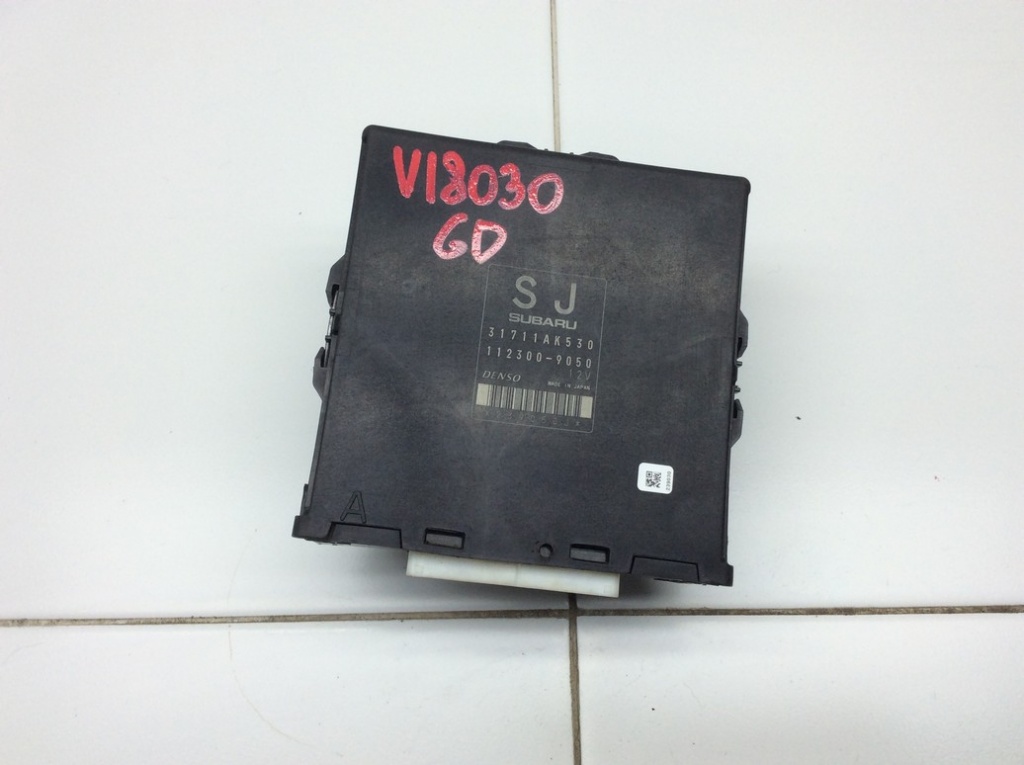 V18030
GD
SJ
SUBARU
31711AK530
112300-9050
12V
DENSO MADE IN JAPAN
A